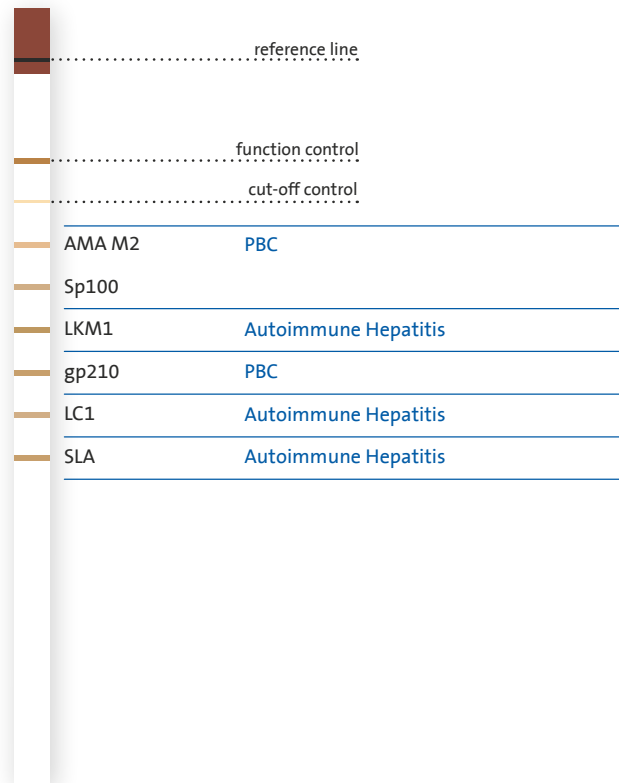 reference line
function control
cut-off control
AMA M2 PBC
Sp100
LKM1 Autoimmune Hepatitis
gp210 PBC
LC1 Autoimmune Hepatitis
SLA Autoimmune Hepatitis